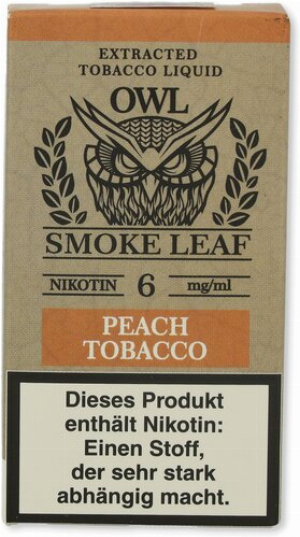 EXTRACTED
TOBACCO LIQUID
OWL
SMOKE LEAF
NIKOTIN 6 mg/ml
PEACH
TOBACCO
Dieses Produkt
enthält Nikotin:
Einen Stoff,
der sehr stark
abhängig macht.